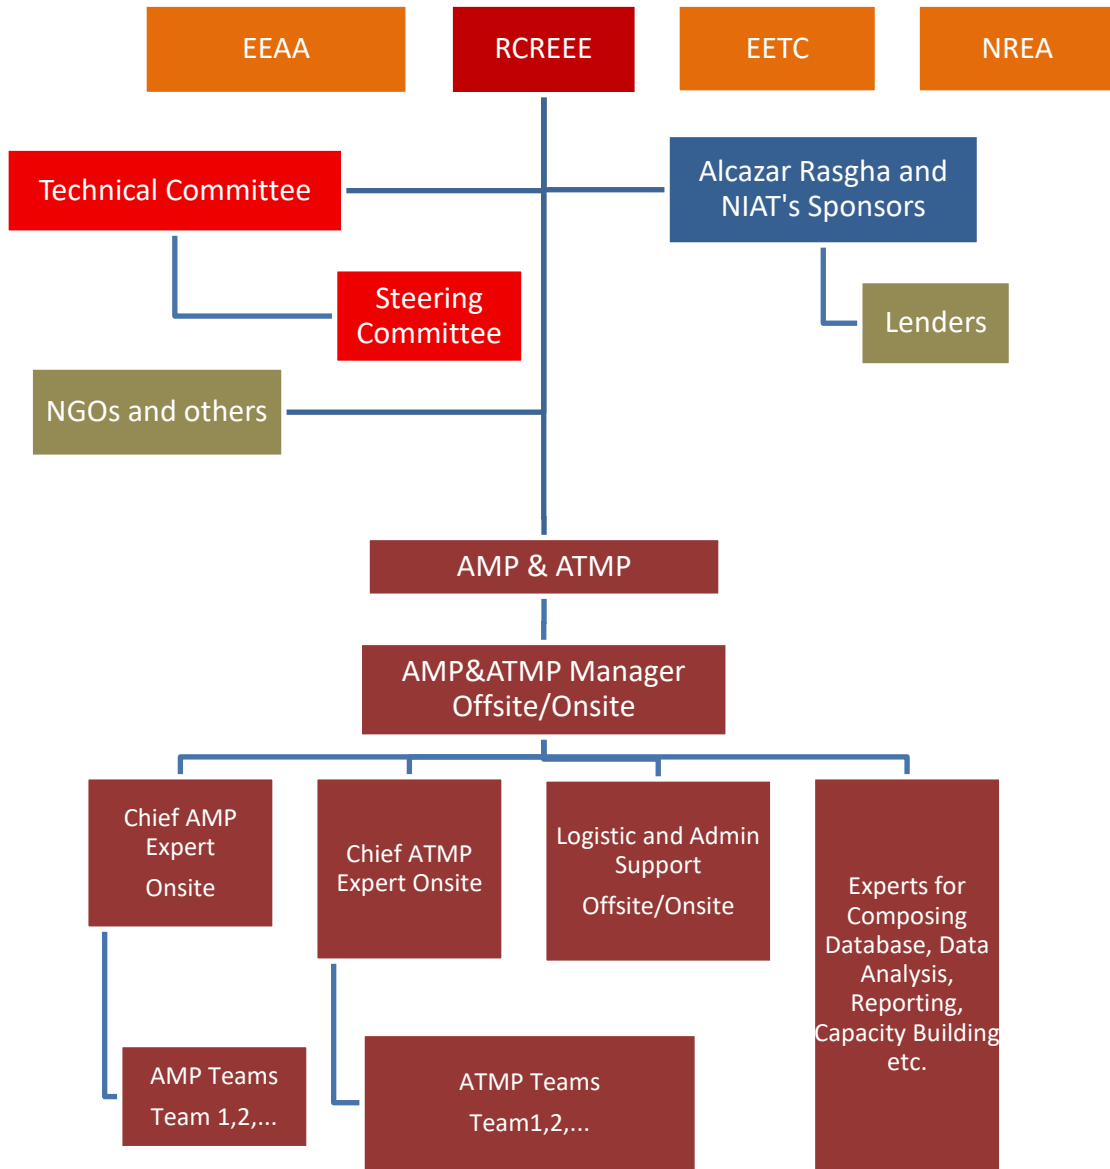 EEAA
RCREEE
EETC
NREA
Technical Committee
Alcazar Rasgha and
NIAT's Sponsors
Steering
Committee
Lenders
NGOs and others
AMP & ATMP
AMP&ATMP Manager
Offsite/Onsite
Chief AMP
Expert
Onsite
Chief ATMP
Expert Onsite
Logistic and Admin
Support
Offsite/Onsite
Experts for
Composing
Database, Data
Analysis,
Reporting,
Capacity Building
etc.
AMP Teams
Team 1,2,...
ATMP Teams
Team1,2,...